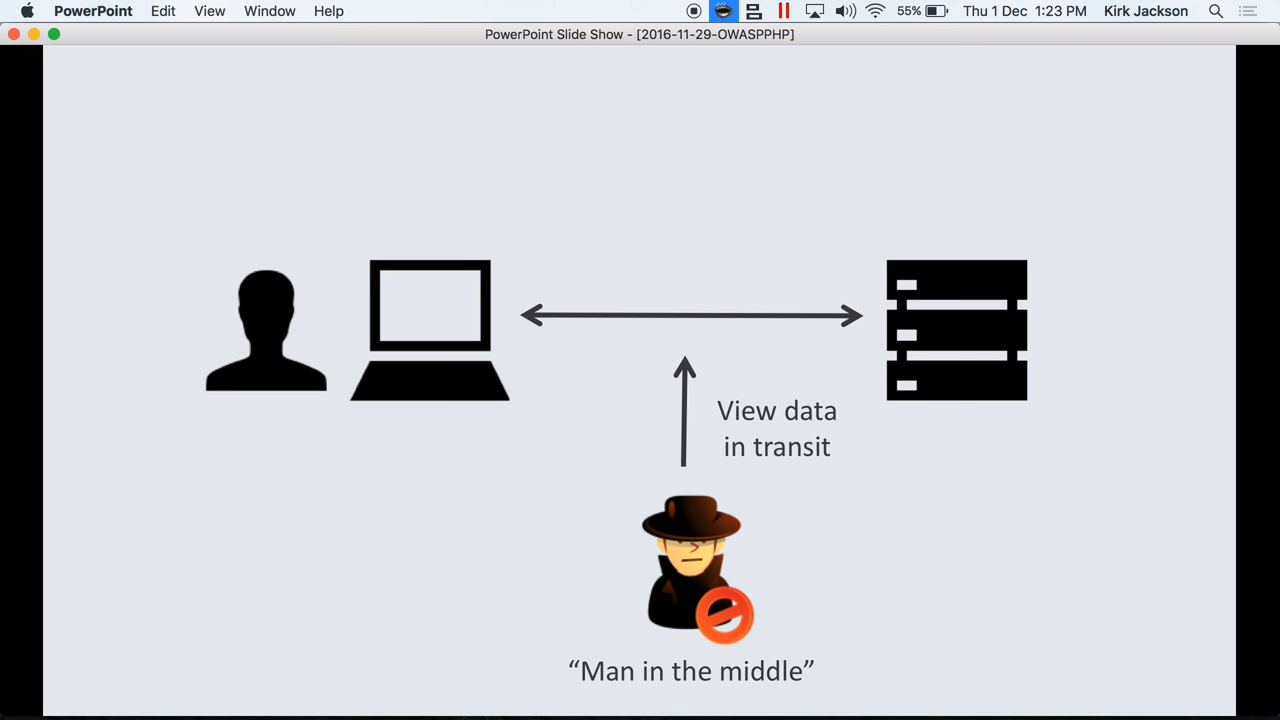 PowerPoint Edit View Window Help 55% Thu 1 Dec 1:23 PM Kirk Jackson
PowerPoint Slide Show - [2016-11-29-OWASPPHP]
View data
in transit
“Man in the middle”